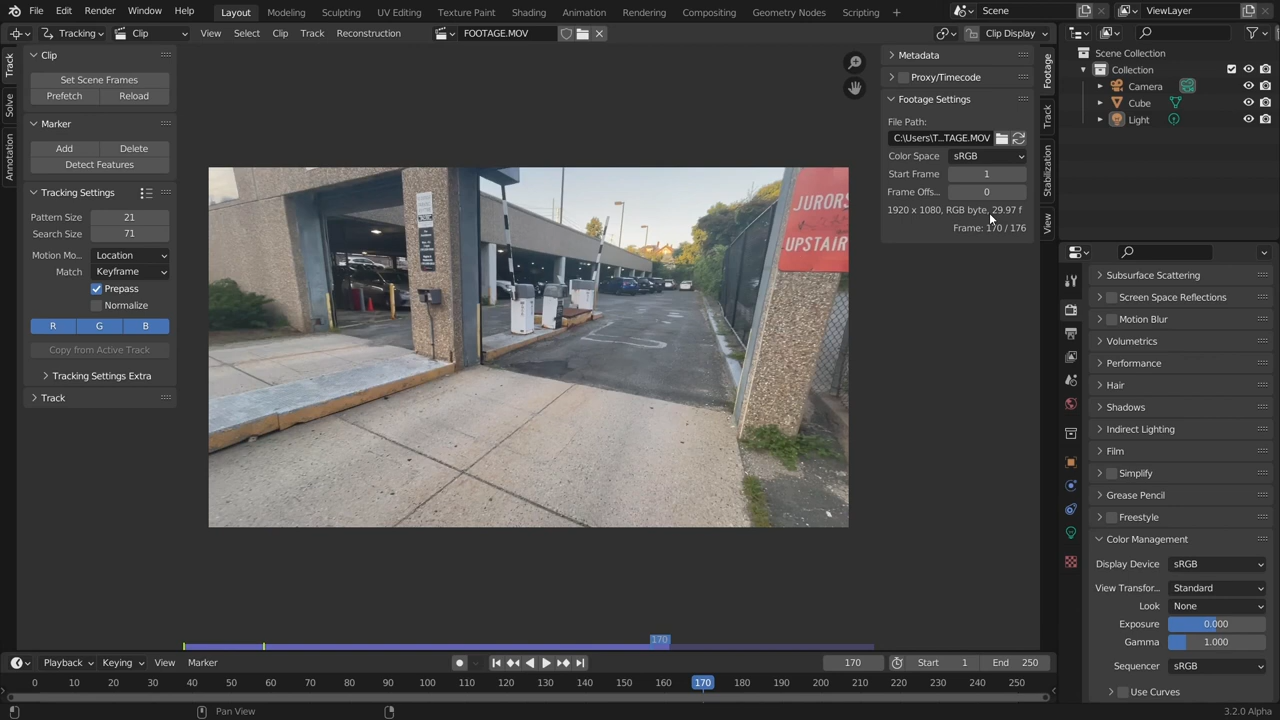 File Edit Render Window Help Layout Modeling Sculpting UV Editing Texture Paint Shading Animation Rendering Compositing Geometry Nodes Scripting Scene ViewLayer
Tracking Clip View Select Clip Track Reconstruction FOOTAGE.MOV Clip Display
Track
Solve
Annotation
Clip
Set Scene Frames
Prefetch Reload
Marker
Add Delete
Detect Features
Tracking Settings
Pattern Size 21
Search Size 71
Motion Mo... Location
Match Keyframe
Prepass
Normalize
R G B
Copy from Active Track
Tracking Settings Extra
Track
JURORS
UPSTAIR
Metadata
Proxy/Timecode
Footage Settings
File Path:
C:\Users\T...TAGE.MOV
Color Space sRGB
Start Frame 1
Frame Offs... 0
1920 x 1080, RGB byte, 29.97 f
Frame: 170 / 176
Footage
Track
Stabilization
View
Scene Collection
Collection
Camera
Cube
Light
Subsurface Scattering
Screen Space Reflections
Motion Blur
Volumetrics
Performance
Hair
Shadows
Indirect Lighting
Film
Simplify
Grease Pencil
Freestyle
Color Management
Display Device sRGB
View Transfor... Standard
Look None
Exposure 0.000
Gamma 1.000
Sequencer sRGB
Use Curves
170
Playback Keying View Marker 170 Start 1 End 250
0 10 20 30 40 50 60 70 80 90 100 110 120 130 140 150 160 170 180 190 200 210 220 230 240 250
Pan View 3.2.0 Alpha